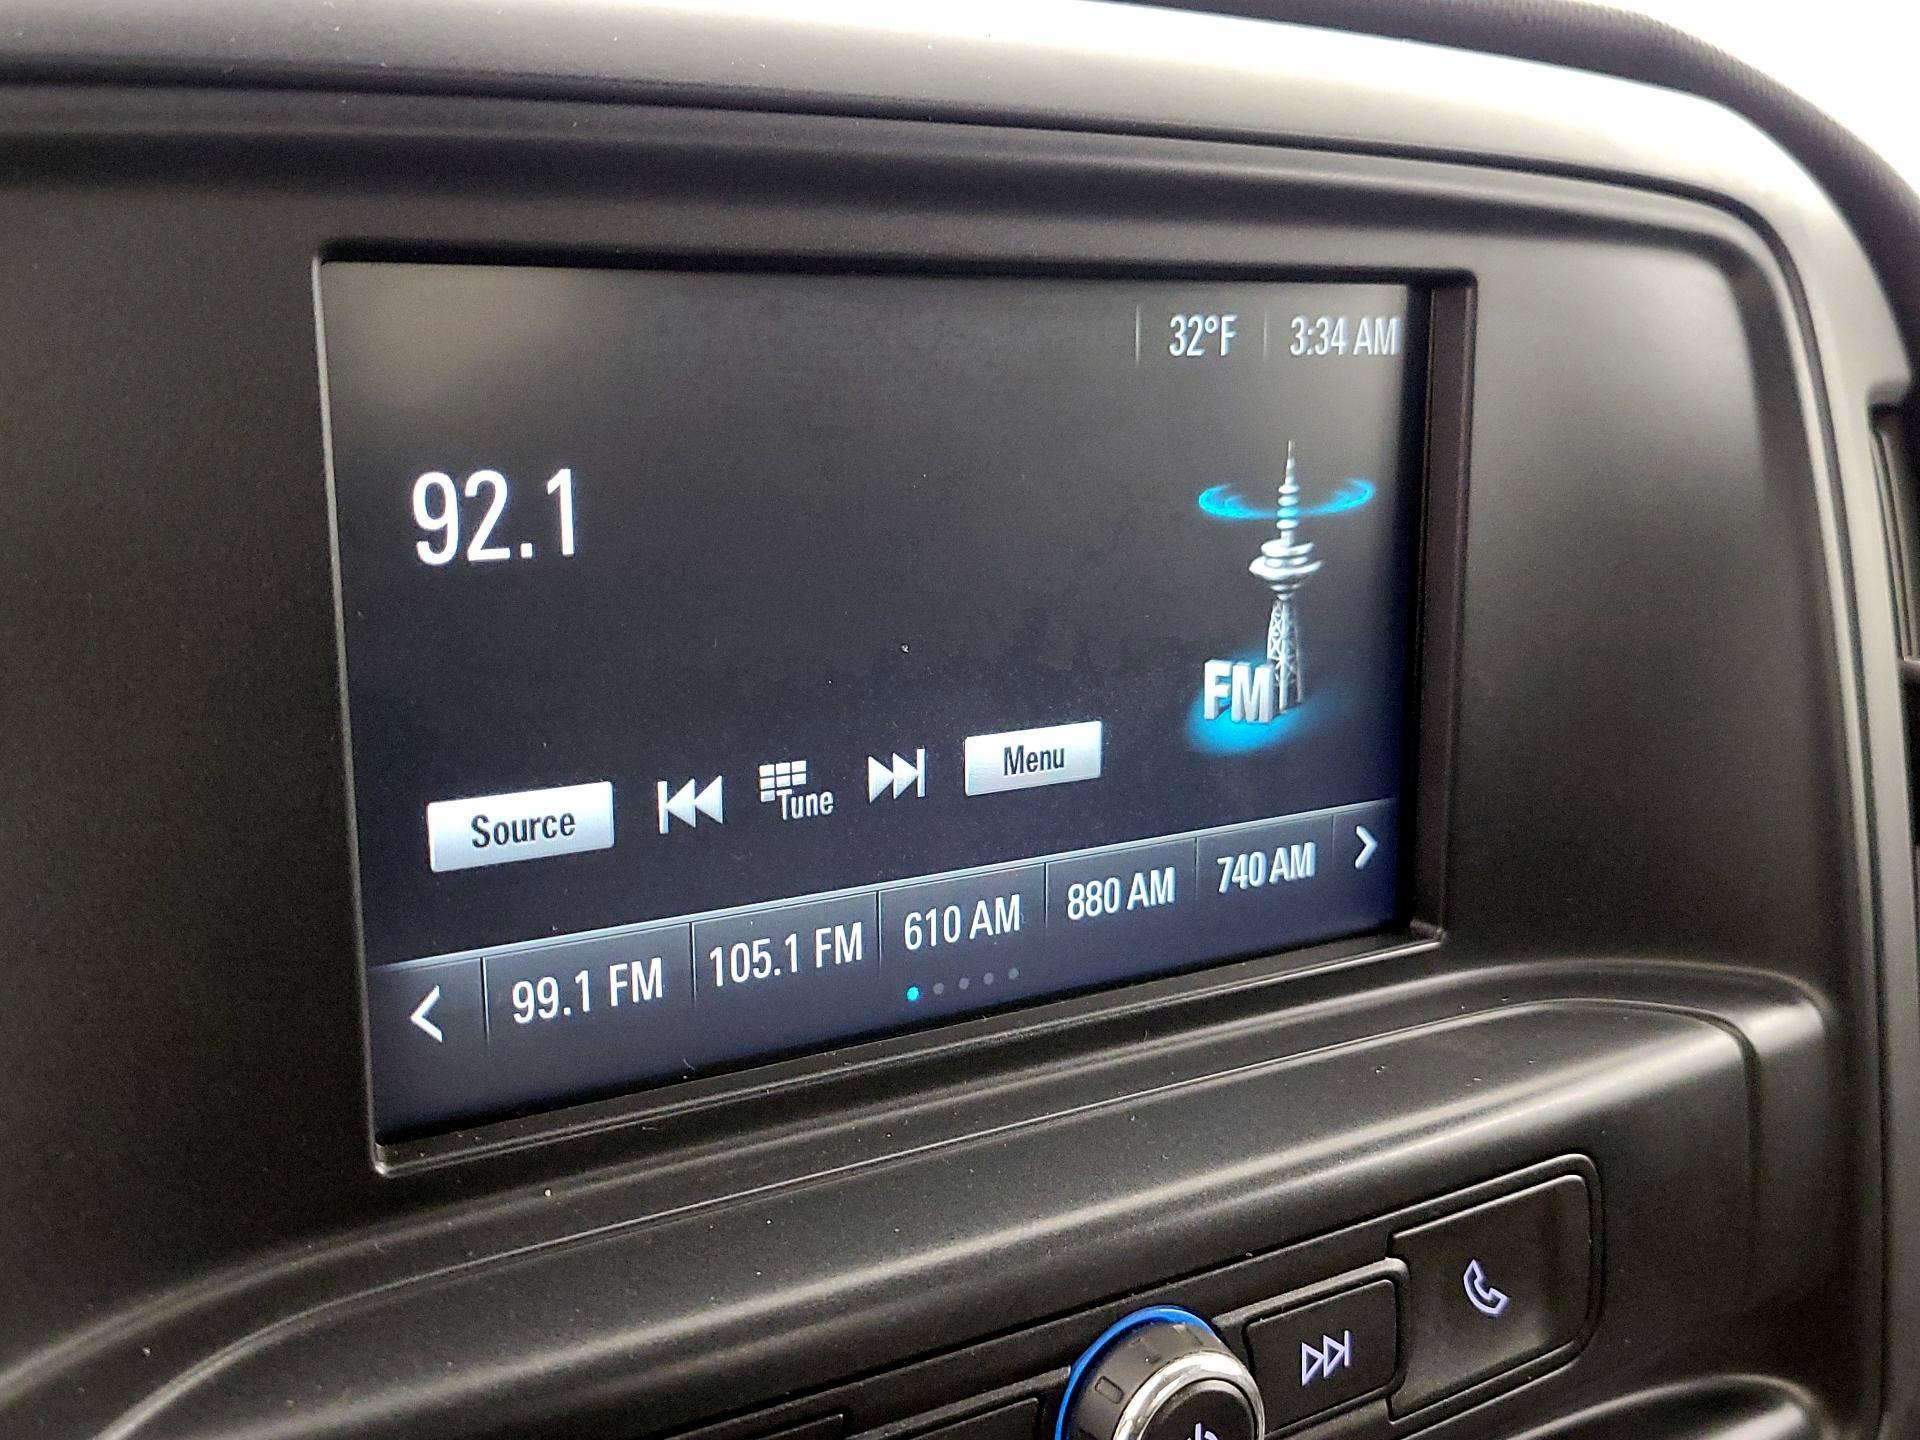 32°F 3:34 AM
92.1
FM
Source Tune Menu
99.1 FM 105.1 FM 610 AM 880 AM 740 AM